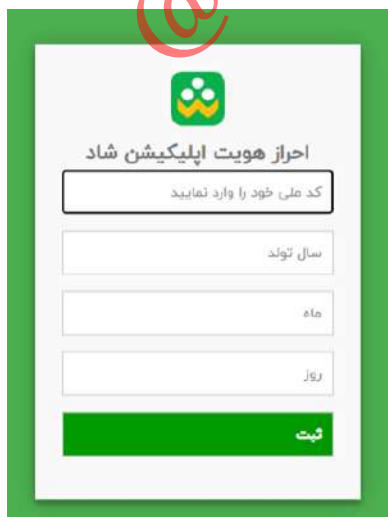 @
احراز هویت اپلیکیشن شاد
کد ملی خود را وارد نمایید
سال تولد
ماه
روز
ثبت